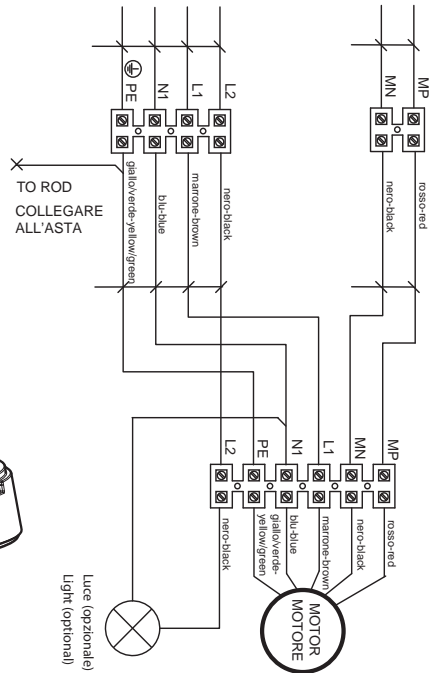 PE
N1
L1
L2
MN
MP
giallo/verde-yellow/green
blu-blue
marrone-brown
nero-black
nero-black
rosso-red
TO ROD
COLLEGARE
ALL'ASTA
L2
PE
N1
L1
MN
MP
nero-black
giallo/verde-
yellow/green
blu-blue
marrone-brown
nero-black
rosso-red
MOTOR
MOTORE
Luce (opzionale)
Light (optional)